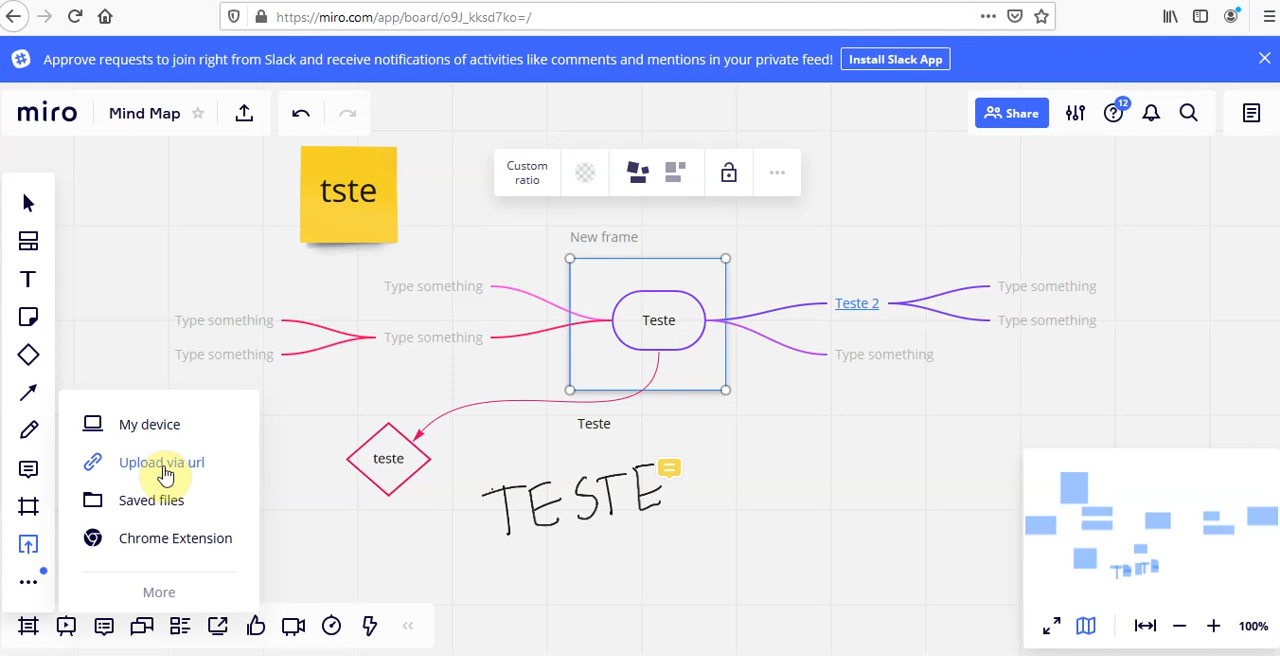 https://miro.com/app/board/o9J_kksd7ko=/
Approve requests to join right from Slack and receive notifications of activities like comments and mentions in your private feed!
Install Slack App
miro
Mind Map
Share
12
tste
Custom
ratio
New frame
Type something
Teste
Teste 2
Type something
Type something
Type something
Type something
Type something
Type something
Teste
teste
TESTE
My device
Upload via url
Saved files
Chrome Extension
More
100%